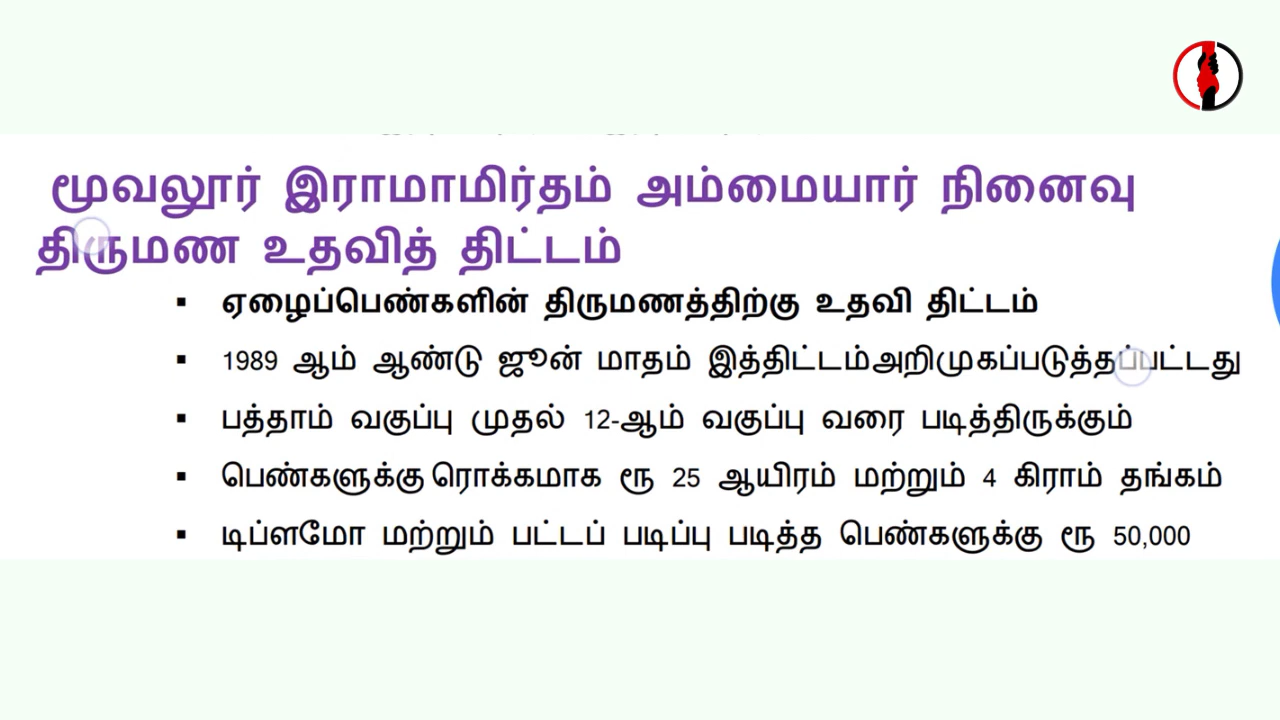 மூவலூர் இராமாமிர்தம் அம்மையார் நினைவு
திருமண உதவித் திட்டம்
▪ ஏழைப்பெண்களின் திருமணத்திற்கு உதவி திட்டம்
▪ 1989 ஆம் ஆண்டு ஜூன் மாதம் இத்திட்டம்அறிமுகப்படுத்தப்பட்டது
▪ பத்தாம் வகுப்பு முதல் 12-ஆம் வகுப்பு வரை படித்திருக்கும்
▪ பெண்களுக்கு ரொக்கமாக ரூ 25 ஆயிரம் மற்றும் 4 கிராம் தங்கம்
▪ டிப்ளமோ மற்றும் பட்டப் படிப்பு படித்த பெண்களுக்கு ரூ 50,000